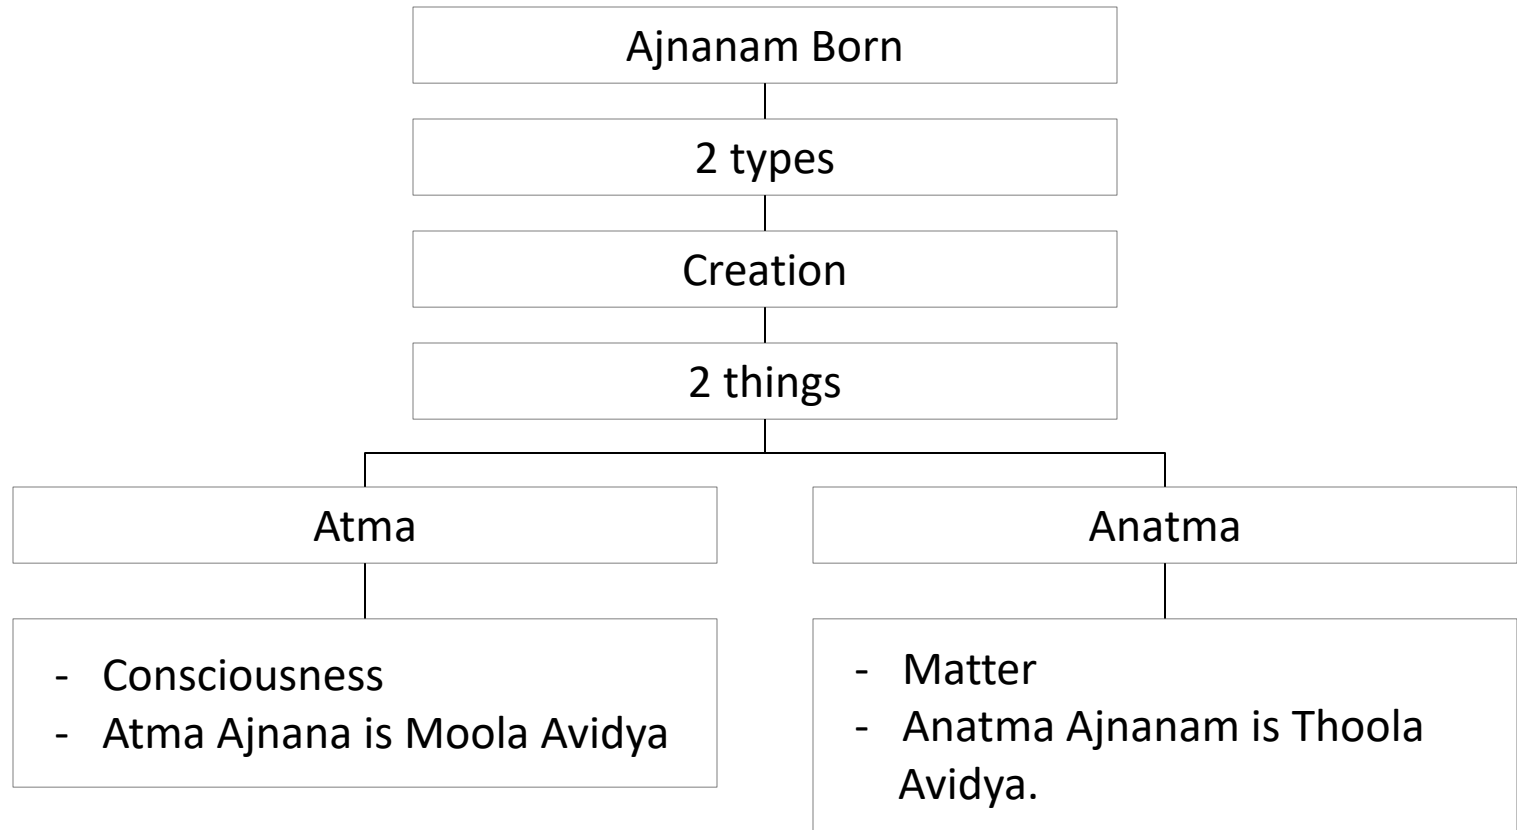 Ajnanam Born
2 types
Creation
2 things
Atma
Anatma
- Consciousness
- Atma Ajnana is Moola Avidya
- Matter
- Anatma Ajnanam is Thoola
Avidya.